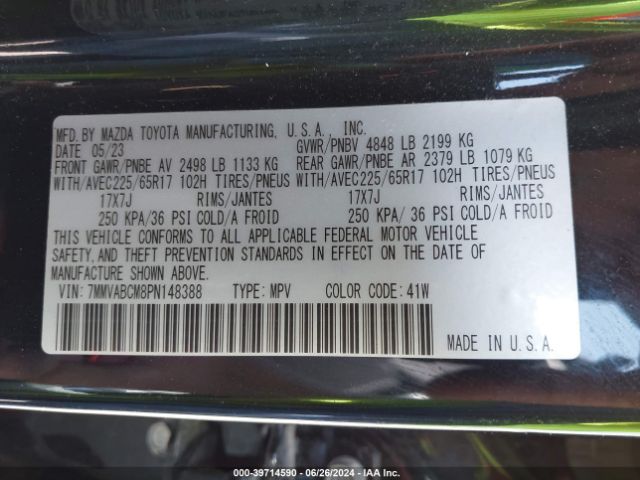 MFD. BY MAZDA TOYOTA MANUFACTURING, U.S.A., INC.
DATE 05/23 GVWR/PNBV 4848 LB 2199 KG
FRONT GAWR/PNBE AV 2498 LB 1133 KG REAR GAWR/PNBE AR 2379 LB 1079 KG
WITH/AVEC225/65R17 102H TIRES/PNEUS WITH/AVEC225/65R17 102H TIRES/PNEUS
17X7J RIMS/JANTES 17X7J RIMS/JANTES
250 KPA/36 PSI COLD/A FROID 250 KPA/ 36 PSI COLD/A FROID
THIS VEHICLE CONFORMS TO ALL APPLICABLE FEDERAL MOTOR VEHICLE
SAFETY,AND THEFT PREVENTION STANDARDS IN EFFECT ON THE DATE OF
MANUFACTURE SHOWN ABOVE.
VIN: 7MMVABCM8PN148388 TYPE: MPV COLOR CODE: 41W
MADE IN U.S.A.
000-39714590 - 06/26/2024 - IAA Inc.